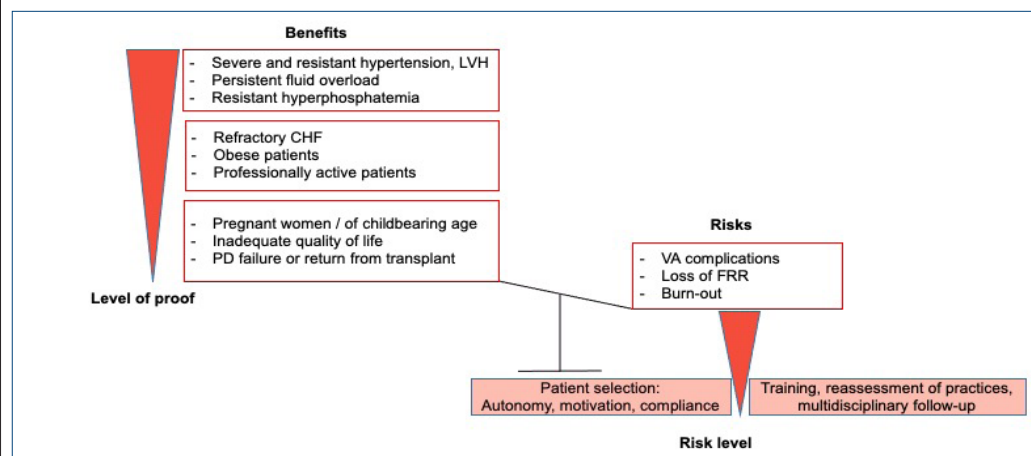 Benefits
- Severe and resistant hypertension, LVH
- Persistent fluid overload
- Resistant hyperphosphatemia
- Refractory CHF
- Obese patients
- Professionally active patients
- Pregnant women / of childbearing age
- Inadequate quality of life
- PD failure or return from transplant
Level of proof
Risks
- VA complications
- Loss of FRR
- Burn-out
Patient selection:
Autonomy, motivation, compliance
Training, reassessment of practices,
multidisciplinary follow-up
Risk level